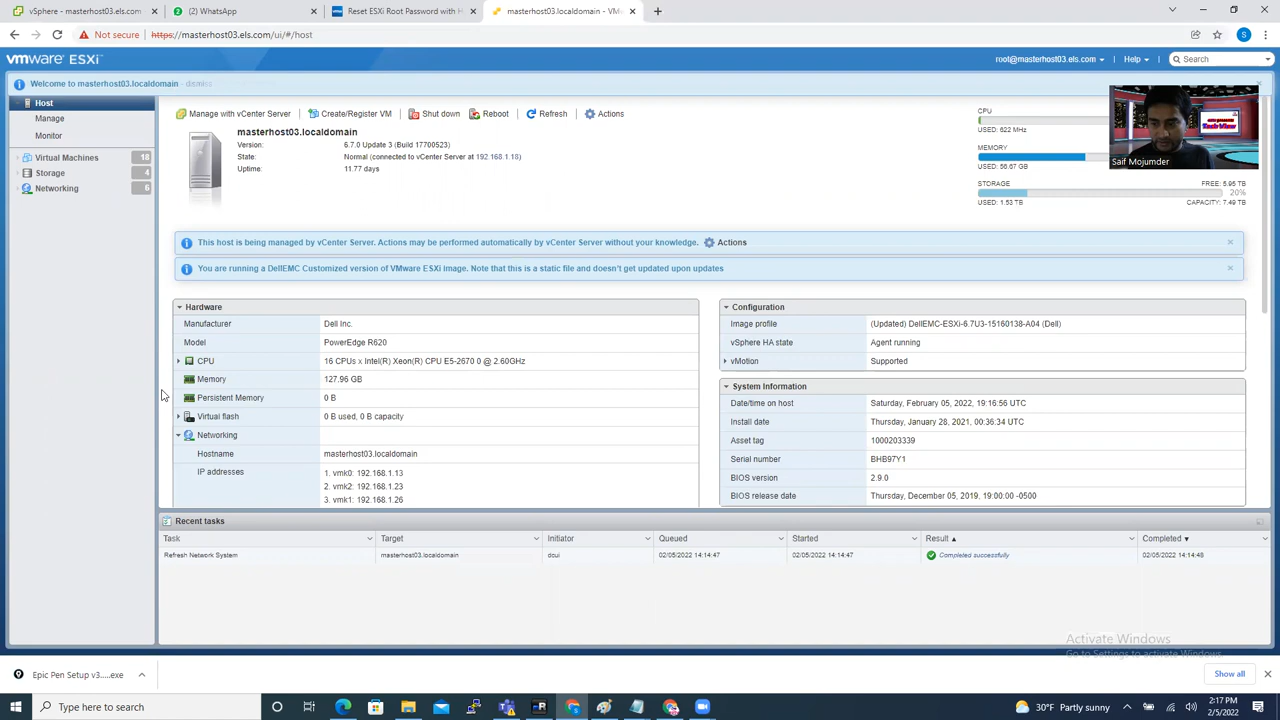 vSphere - masterhost03.els.com
(2) WhatsApp
Reset ESXi Root Password with H
masterhost03.localdomain - VM
Not secure
https://masterhost03.els.com/ui/#/host
S
vmware ESXi
root@masterhost03.els.com
Help
Search
Welcome to masterhost03.localdomain - dismiss
Host
Manage
Monitor
Virtual Machines 18
Storage 4
Networking 6
Manage with vCenter Server
Create/Register VM
Shut down
Reboot
Refresh
Actions
masterhost03.localdomain
Version: 6.7.0 Update 3 (Build 17700523)
State: Normal (connected to vCenter Server at 192.168.1.18)
Uptime: 11.77 days
CPU
USED: 622 MHz
MEMORY
USED: 56.67 GB
STORAGE
FREE: 5.95 TB
20%
USED: 1.53 TB
CAPACITY: 7.49 TB
Tech View
Saif Mojumder
This host is being managed by vCenter Server. Actions may be performed automatically by vCenter Server without your knowledge. Actions
You are running a DellEMC Customized version of VMware ESXi image. Note that this is a static file and doesn't get updated upon updates
Hardware
Manufacturer Dell Inc.
Model PowerEdge R620
CPU 16 CPUs x Intel(R) Xeon(R) CPU E5-2670 0 @ 2.60GHz
Memory 127.96 GB
Persistent Memory 0 B
Virtual flash 0 B used, 0 B capacity
Networking
Hostname masterhost03.localdomain
IP addresses 1. vmk0: 192.168.1.13
2. vmk2: 192.168.1.23
3. vmk1: 192.168.1.26
Configuration
Image profile (Updated) DellEMC-ESXi-6.7U3-15160138-A04 (Dell)
vSphere HA state Agent running
vMotion Supported
System Information
Date/time on host Saturday, February 05, 2022, 19:16:56 UTC
Install date Thursday, January 28, 2021, 00:36:34 UTC
Asset tag 1000203339
Serial number BHB97Y1
BIOS version 2.9.0
BIOS release date Thursday, December 05, 2019, 19:00:00 -0500
Recent tasks
Task Target Initiator Queued Started Result Completed
Refresh Network System masterhost03.localdomain dcui 02/05/2022 14:14:47 02/05/2022 14:14:47 Completed successfully 02/05/2022 14:14:48
Activate Windows
Go to Settings to activate Windows.
Epic Pen Setup v3.....exe
Show all
Type here to search
30°F Partly sunny
2:17 PM
2/5/2022